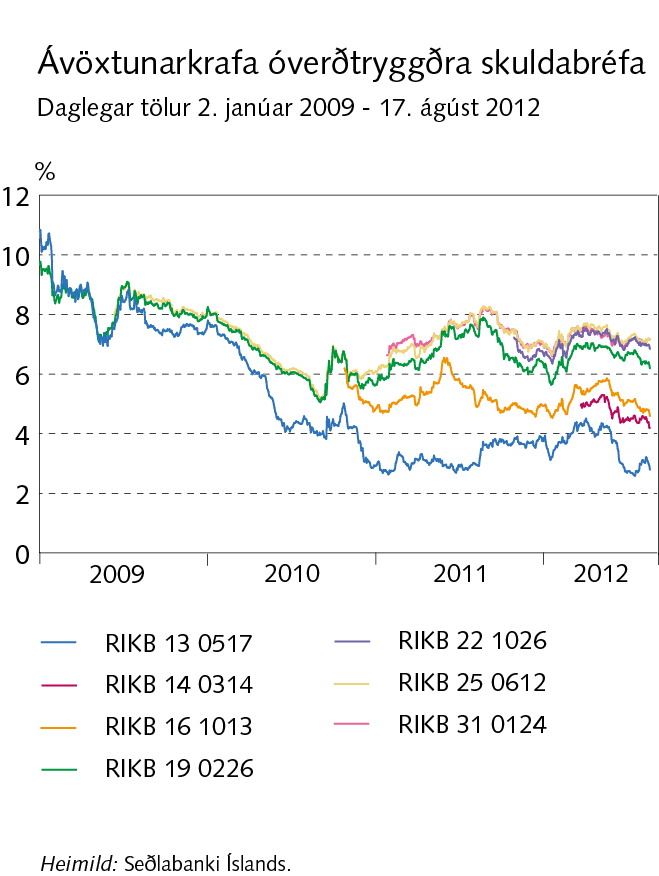 Ávöxtunarkrafa óverðtryggðra skuldabréfa
Daglegar tölur 2. janúar 2009 - 17. ágúst 2012
%
12
10
8
6
4
2
0
2009 2010 2011 2012
RIKB 13 0517
RIKB 14 0314
RIKB 16 1013
RIKB 19 0226
RIKB 22 1026
RIKB 25 0612
RIKB 31 0124
Heimild: Seðlabanki Íslands.